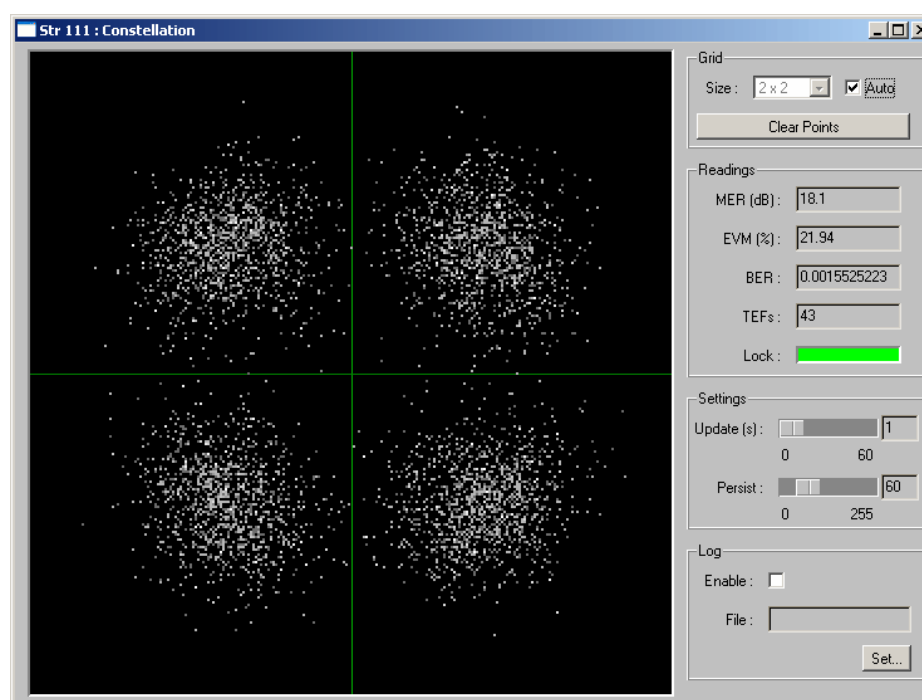 Str 111 : Constellation
Grid
Size : 2 x 2 Auto
Clear Points
Readings
MER (dB) : 18.1
EVM (%) : 21.94
BER : 0.0015525223
TEFs : 43
Lock :
Settings
Update (s) : 1
0 60
Persist : 60
0 255
Log
Enable :
File :
Set...